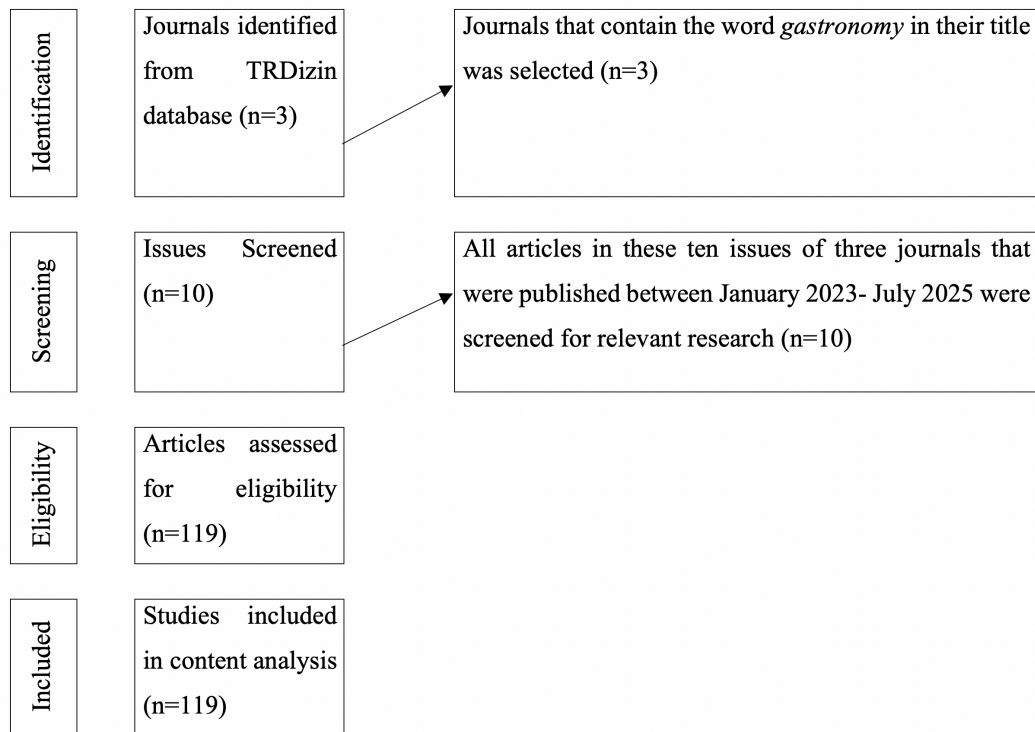 Identification
Journals identified
from TRDizin
database (n=3)
Journals that contain the word gastronomy in their title
was selected (n=3)
Screening
Issues Screened
(n=10)
All articles in these ten issues of three journals that
were published between January 2023- July 2025 were
screened for relevant research (n=10)
Eligibility
Articles assessed
for eligibility
(n=119)
Included
Studies included
in content analysis
(n=119)